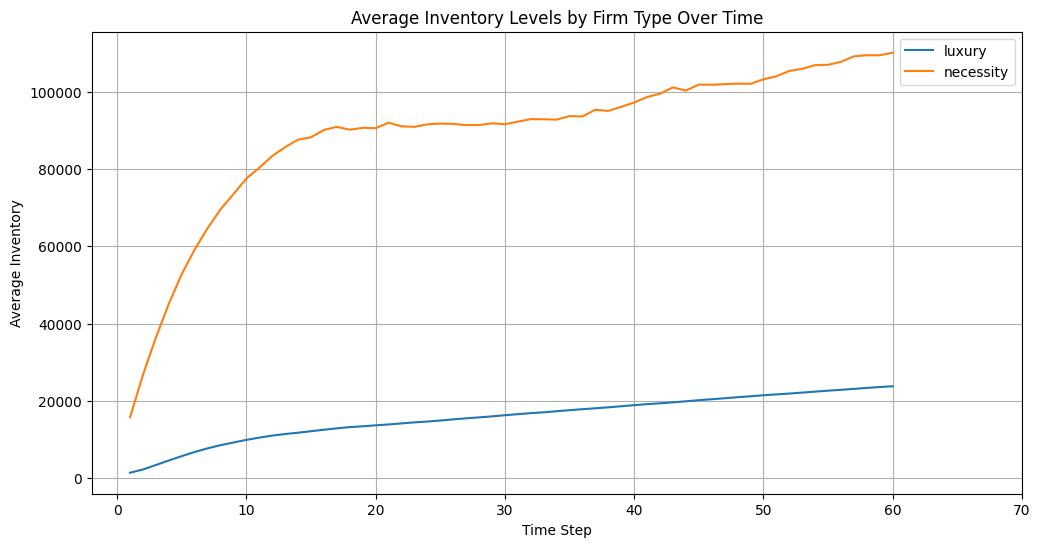 Average Inventory Levels by Firm Type Over Time
luxury
necessity
100000
80000
60000
40000
20000
0
Average Inventory
0 10 20 30 40 50 60 70
Time Step